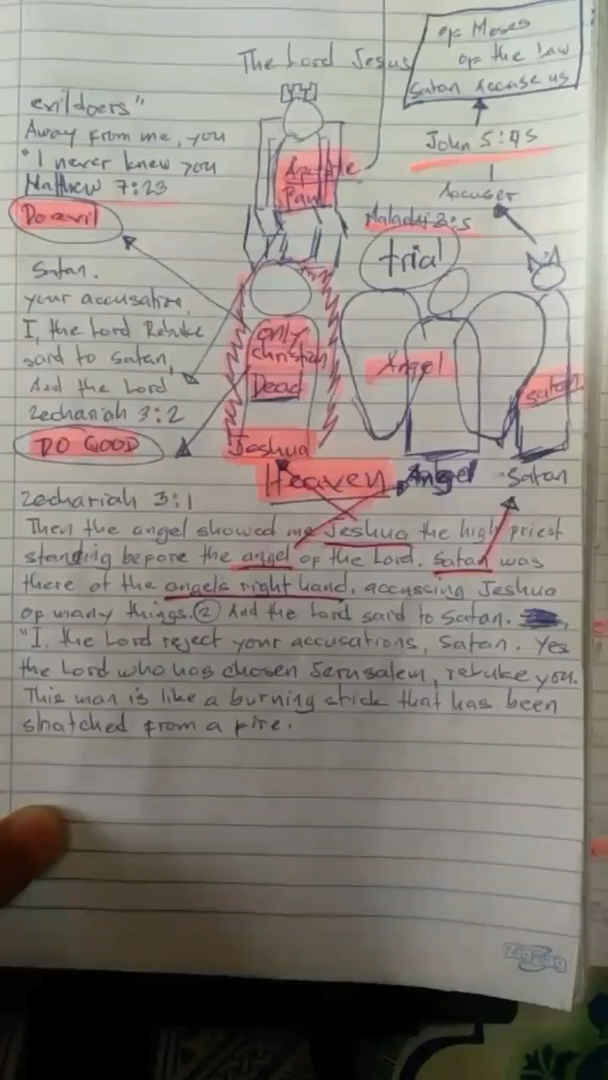 of Moses
of the law
Satan Accuse us
The Lord Jesus
John 5:45
Accuser
evildoers"
Away from me, you
"I never knew you
Matthew 7:23
Do evil
Paul
Malachi 3:5
trial
Satan.
your accusation,
I, the Lord Rebuke
said to Satan,
And the Lord
Zechariah 3:2
DO GOOD
only
christian
Dead
Jeshua
Angel
Satan
Heaven
Angel
Satan
Zechariah 3:1
Then the angel showed me Jeshua the high priest
standing before the angel of the Lord. Satan was
there of the angels right hand, accussing Jeshua
of many things. ② And the Lord said to Satan.
"I, the Lord reject your accusations, Satan. Yes
the Lord who has chosen Jerusalem, rebuke you.
This man is like a burning stick that has been
snatched from a fire.